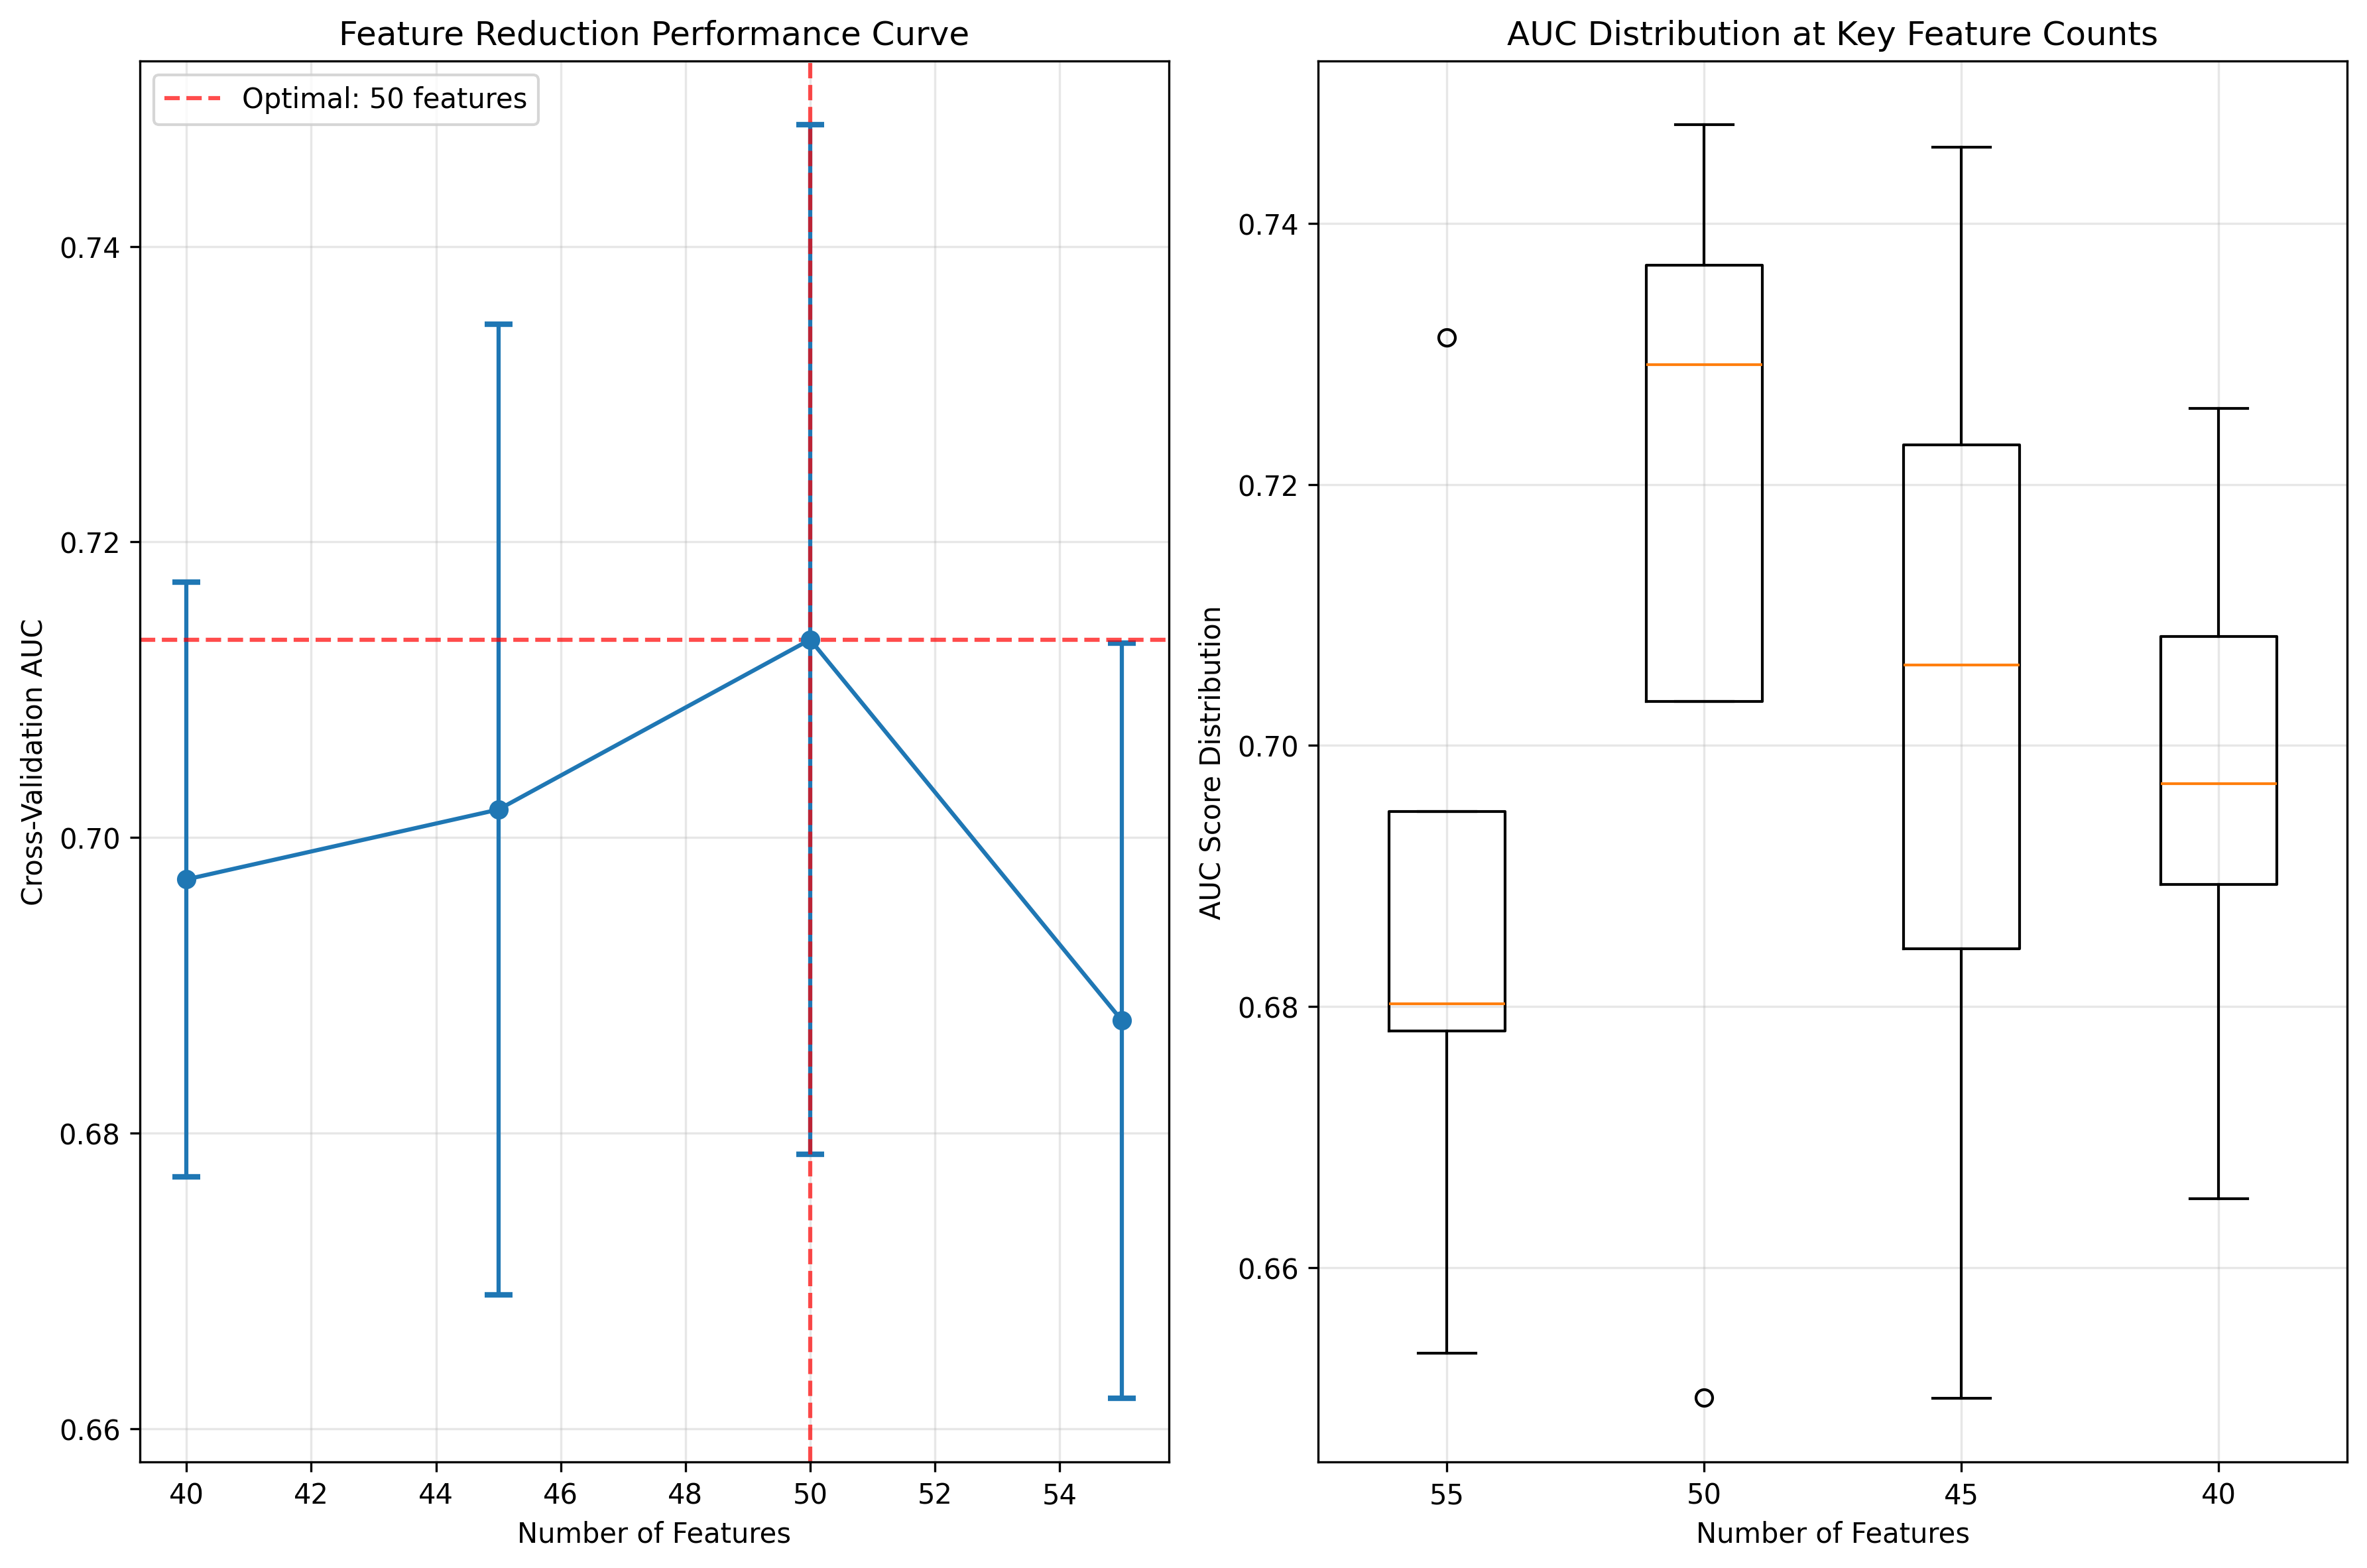 Feature Reduction Performance Curve
Optimal: 50 features
Cross-Validation AUC
0.74
0.72
0.70
0.68
0.66
40 42 44 46 48 50 52 54
Number of Features
AUC Distribution at Key Feature Counts
AUC Score Distribution
0.74
0.72
0.70
0.68
0.66
55 50 45 40
Number of Features